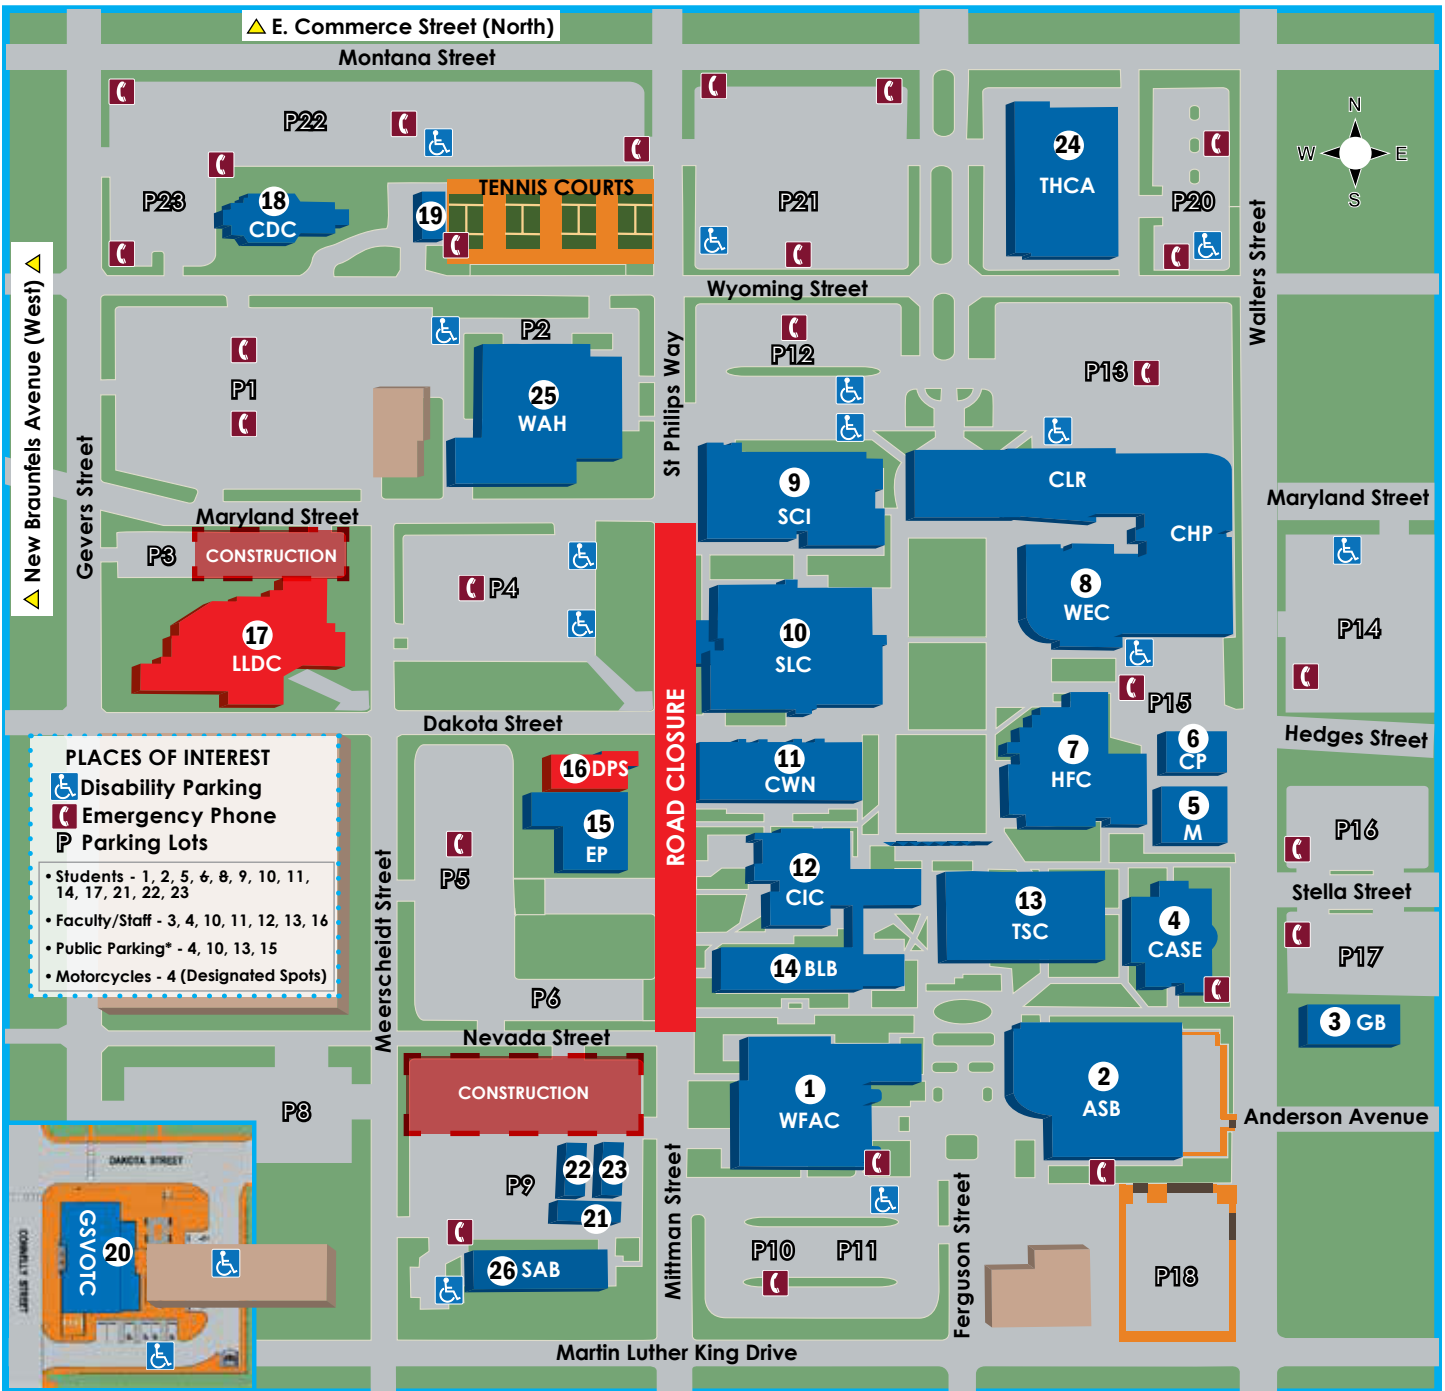 E. Commerce Street (North)
Montana Street
P22
24
THCA
N
W E
S
P23
18
CDC
19
TENNIS COURTS
P21
P20
Walters Street
New Braunfels Avenue (West)
Wyoming Street
P2
P12
P13
P1
25
WAH
St Philips Way
Gevers Street
9
SCI
CLR
CHP
Maryland Street
Maryland Street
P3
CONSTRUCTION
P4
8
WEC
P14
17
LLDC
10
SLC
P15
Dakota Street
ROAD CLOSURE
Hedges Street
PLACES OF INTEREST
Disability Parking
Emergency Phone
P Parking Lots
• Students - 1, 2, 5, 6, 8, 9, 10, 11,
14, 17, 21, 22, 23
• Faculty/Staff - 3, 4, 10, 11, 12, 13, 16
• Public Parking* - 4, 10, 13, 15
• Motorcycles - 4 (Designated Spots)
16 DPS
15
EP
11
CWN
7
HFC
6
CP
5
M
P16
P5
Meerscheidt Street
12
CIC
13
TSC
4
CASE
Stella Street
P17
14 BLB
P6
3 GB
Nevada Street
CONSTRUCTION
1
WFAC
2
ASB
Anderson Avenue
P8
DAKOTA STREET
CONNELLY STREET
GSVOTC
20
P9
22
23
21
26 SAB
Mittman Street
P10
P11
Ferguson Street
P18
Martin Luther King Drive